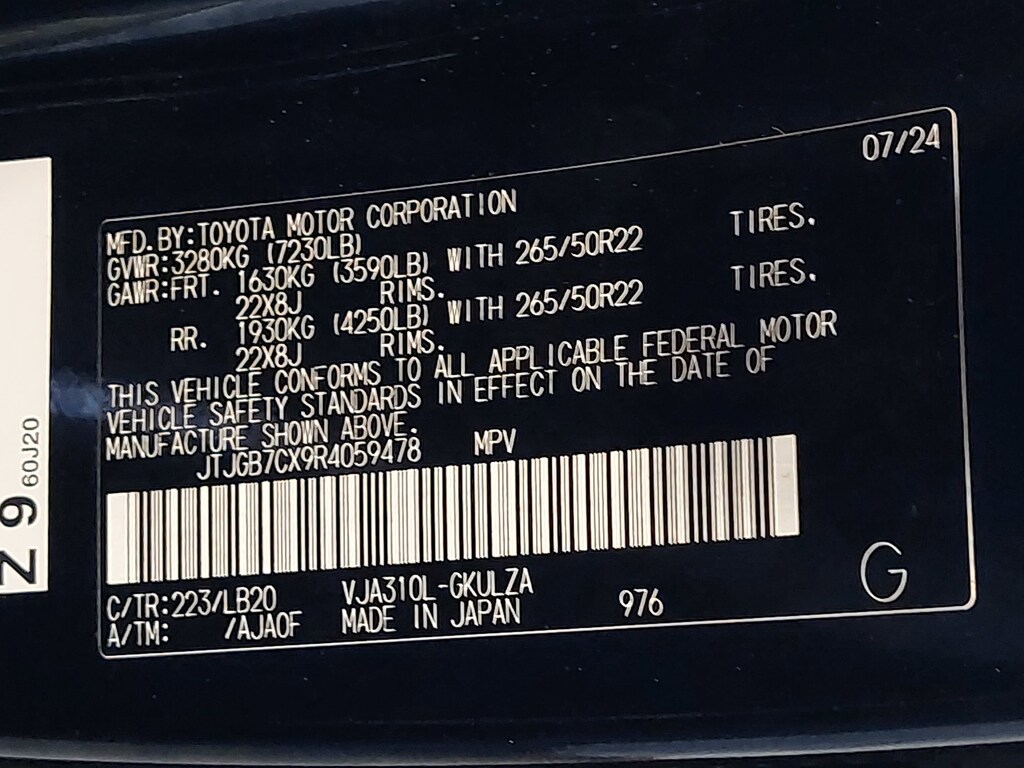 07/24
MFD. BY:TOYOTA MOTOR CORPORATION
GVWR:3280KG (7230LB)
GAWR:FRT. 1630KG (3590LB) WITH 265/50R22 TIRES.
22X8J RIMS.
RR. 1930KG (4250LB) WITH 265/50R22 TIRES.
22X8J RIMS.
THIS VEHICLE CONFORMS TO ALL APPLICABLE FEDERAL MOTOR
VEHICLE SAFETY STANDARDS IN EFFECT ON THE DATE OF
MANUFACTURE SHOWN ABOVE.
JTJGB7CX9R4059478 MPV
C/TR:223/LB20 VJA310L-GKULZA
A/TM: /AJA0F MADE IN JAPAN 976
G
Z9
60J20